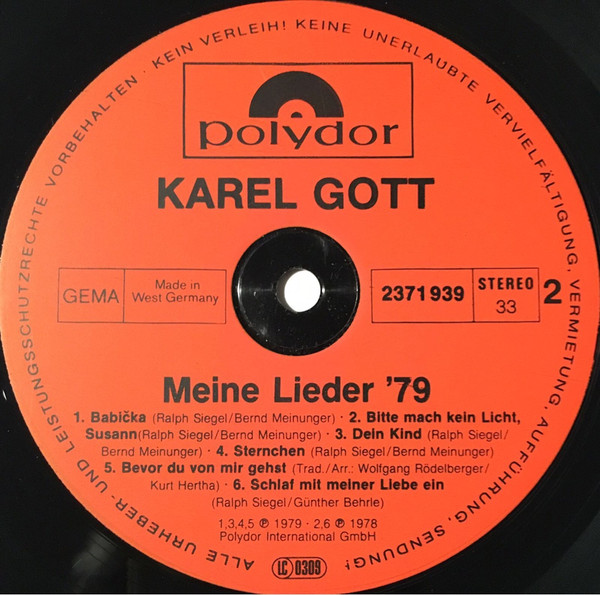 ALLE URHEBER- UND LEISTUNGSSCHUTZRECHTE VORBEHALTEN · KEIN VERLEIH! KEINE UNERLAUBTE VERVIELFÄLTIGUNG, VERMIETUNG, AUFFÜHRUNG, SENDUNG!
polydor
KAREL GOTT
GEMA
Made in
West Germany
2371 939
STEREO
33
2
Meine Lieder '79
1. Babička (Ralph Siegel/Bernd Meinunger) · 2. Bitte mach kein Licht,
Susann (Ralph Siegel/Bernd Meinunger) · 3. Dein Kind (Ralph Siegel/
Bernd Meinunger) · 4. Sternchen (Ralph Siegel/Bernd Meinunger)
5. Bevor du von mir gehst (Trad./Arr.: Wolfgang Rödelberger/
Kurt Hertha) · 6. Schlaf mit meiner Liebe ein
(Ralph Siegel/Günther Behrle)
1,3,4,5 ℗ 1979 · 2,6 ℗ 1978
Polydor International GmbH
LC 0309